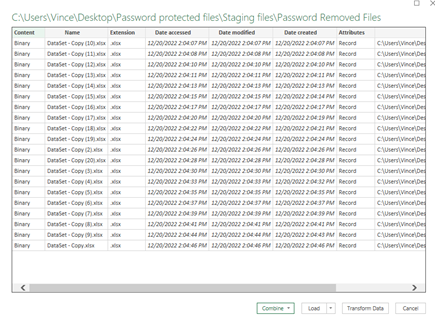 C:\Users\Vince\Desktop\Password protected files\Staging files\Password Removed Files
Content Name Extension Date accessed Date modified Date created Attributes
Binary DataSet - Copy (10).xlsx .xlsx 12/20/2022 2:04:07 PM 12/20/2022 2:04:07 PM 12/20/2022 2:04:07 PM Record C:\Users\Vince\Des
Binary DataSet - Copy (11).xlsx .xlsx 12/20/2022 2:04:08 PM 12/20/2022 2:04:08 PM 12/20/2022 2:04:08 PM Record C:\Users\Vince\Des
Binary DataSet - Copy (12).xlsx .xlsx 12/20/2022 2:04:10 PM 12/20/2022 2:04:10 PM 12/20/2022 2:04:10 PM Record C:\Users\Vince\Des
Binary DataSet - Copy (13).xlsx .xlsx 12/20/2022 2:04:11 PM 12/20/2022 2:04:11 PM 12/20/2022 2:04:11 PM Record C:\Users\Vince\Des
Binary DataSet - Copy (14).xlsx .xlsx 12/20/2022 2:04:13 PM 12/20/2022 2:04:13 PM 12/20/2022 2:04:13 PM Record C:\Users\Vince\Des
Binary DataSet - Copy (15).xlsx .xlsx 12/20/2022 2:04:15 PM 12/20/2022 2:04:15 PM 12/20/2022 2:04:14 PM Record C:\Users\Vince\Des
Binary DataSet - Copy (16).xlsx .xlsx 12/20/2022 2:04:17 PM 12/20/2022 2:04:17 PM 12/20/2022 2:04:17 PM Record C:\Users\Vince\Des
Binary DataSet - Copy (17).xlsx .xlsx 12/20/2022 2:04:20 PM 12/20/2022 2:04:20 PM 12/20/2022 2:04:19 PM Record C:\Users\Vince\Des
Binary DataSet - Copy (18).xlsx .xlsx 12/20/2022 2:04:22 PM 12/20/2022 2:04:22 PM 12/20/2022 2:04:21 PM Record C:\Users\Vince\Des
Binary DataSet - Copy (19).xlsx .xlsx 12/20/2022 2:04:24 PM 12/20/2022 2:04:24 PM 12/20/2022 2:04:24 PM Record C:\Users\Vince\Des
Binary DataSet - Copy (2).xlsx .xlsx 12/20/2022 2:04:26 PM 12/20/2022 2:04:26 PM 12/20/2022 2:04:26 PM Record C:\Users\Vince\Des
Binary DataSet - Copy (20).xlsx .xlsx 12/20/2022 2:04:28 PM 12/20/2022 2:04:28 PM 12/20/2022 2:04:28 PM Record C:\Users\Vince\Des
Binary DataSet - Copy (3).xlsx .xlsx 12/20/2022 2:04:30 PM 12/20/2022 2:04:30 PM 12/20/2022 2:04:30 PM Record C:\Users\Vince\Des
Binary DataSet - Copy (4).xlsx .xlsx 12/20/2022 2:04:33 PM 12/20/2022 2:04:33 PM 12/20/2022 2:04:32 PM Record C:\Users\Vince\Des
Binary DataSet - Copy (5).xlsx .xlsx 12/20/2022 2:04:35 PM 12/20/2022 2:04:35 PM 12/20/2022 2:04:35 PM Record C:\Users\Vince\Des
Binary DataSet - Copy (6).xlsx .xlsx 12/20/2022 2:04:37 PM 12/20/2022 2:04:37 PM 12/20/2022 2:04:37 PM Record C:\Users\Vince\Des
Binary DataSet - Copy (7).xlsx .xlsx 12/20/2022 2:04:39 PM 12/20/2022 2:04:39 PM 12/20/2022 2:04:39 PM Record C:\Users\Vince\Des
Binary DataSet - Copy (8).xlsx .xlsx 12/20/2022 2:04:41 PM 12/20/2022 2:04:41 PM 12/20/2022 2:04:41 PM Record C:\Users\Vince\Des
Binary DataSet - Copy (9).xlsx .xlsx 12/20/2022 2:04:44 PM 12/20/2022 2:04:44 PM 12/20/2022 2:04:43 PM Record C:\Users\Vince\Des
Binary DataSet - Copy.xlsx .xlsx 12/20/2022 2:04:46 PM 12/20/2022 2:04:46 PM 12/20/2022 2:04:46 PM Record C:\Users\Vince\Des
Combine Load Transform Data Cancel